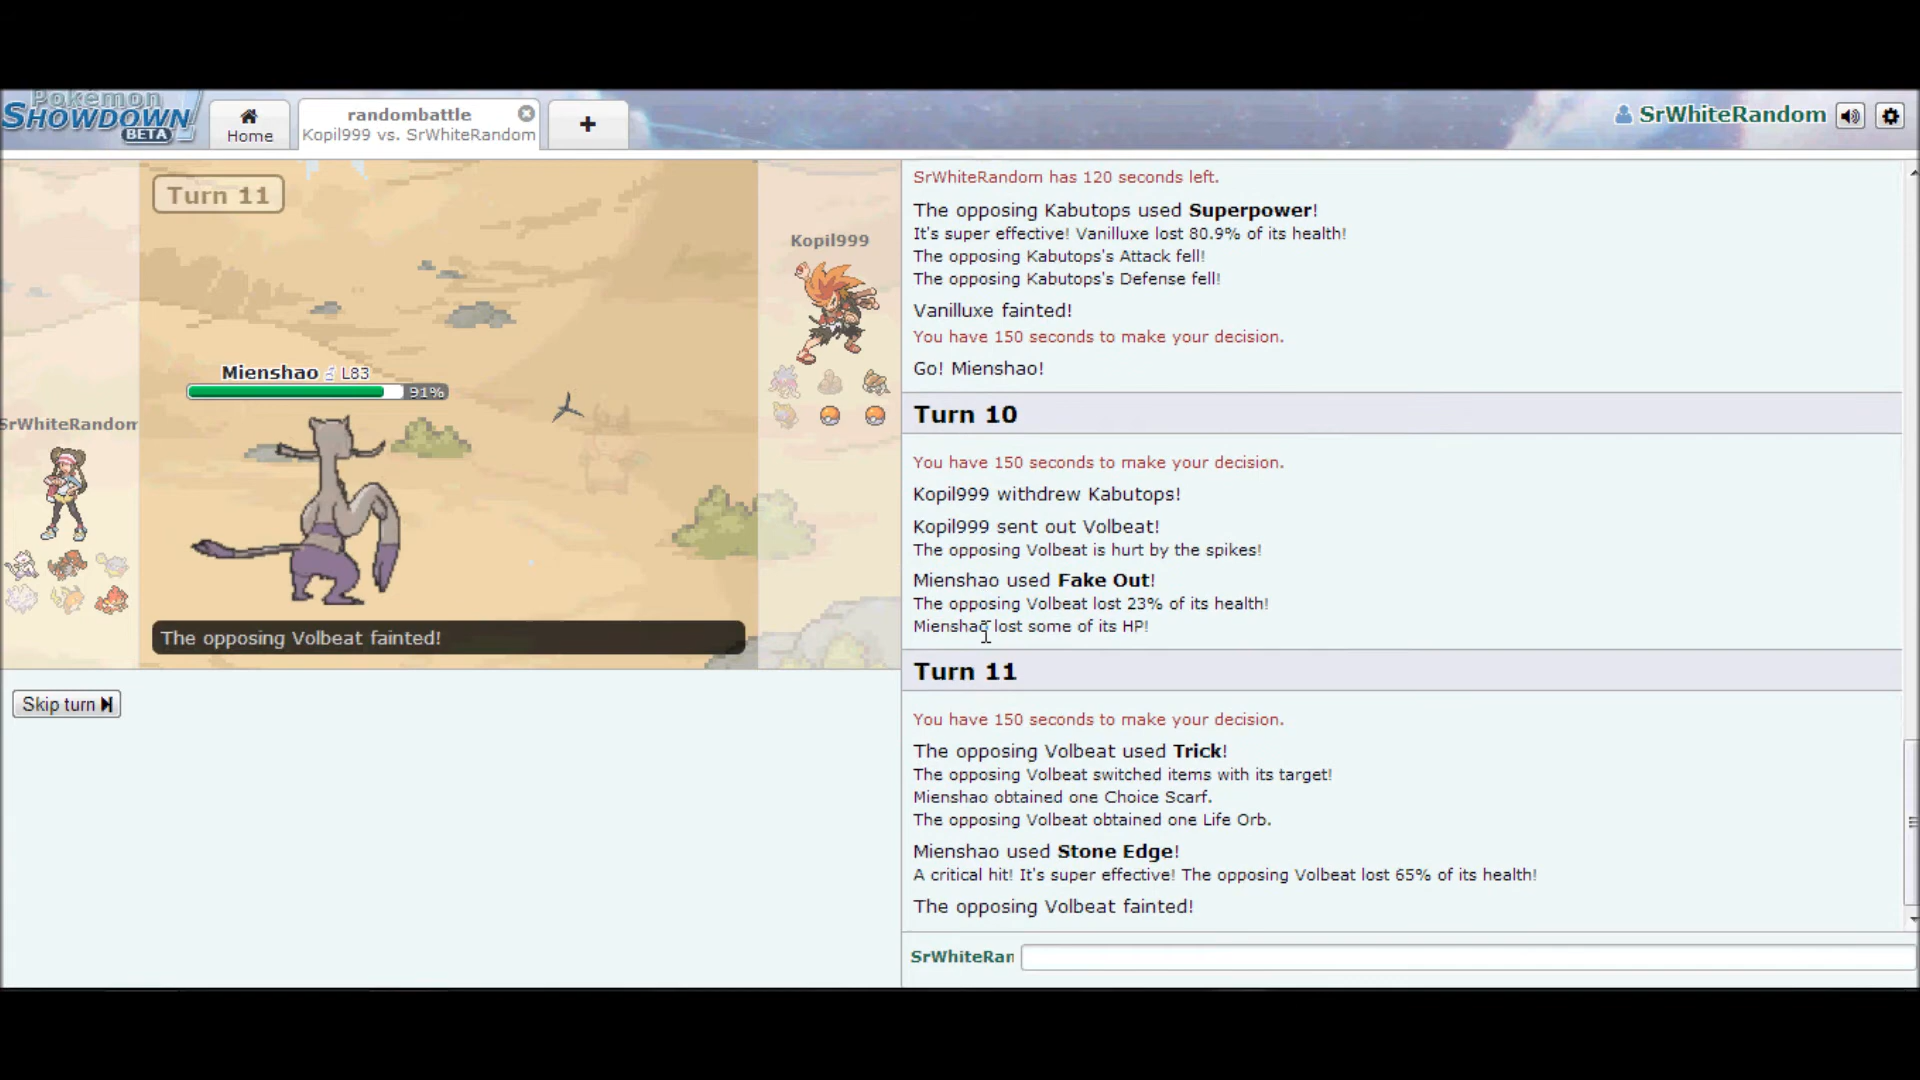 Pokémon
SHOWDOWN
BETA
Home
randombattle
Kopil999 vs. SrWhiteRandom
+
SrWhiteRandom
Turn 11
Kopil999
Mienshao L83
91%
SrWhiteRandom
The opposing Volbeat fainted!
Skip turn
SrWhiteRandom has 120 seconds left.
The opposing Kabutops used Superpower!
It's super effective! Vanilluxe lost 80.9% of its health!
The opposing Kabutops's Attack fell!
The opposing Kabutops's Defense fell!
Vanilluxe fainted!
You have 150 seconds to make your decision.
Go! Mienshao!
Turn 10
You have 150 seconds to make your decision.
Kopil999 withdrew Kabutops!
Kopil999 sent out Volbeat!
The opposing Volbeat is hurt by the spikes!
Mienshao used Fake Out!
The opposing Volbeat lost 23% of its health!
Mienshao lost some of its HP!
Turn 11
You have 150 seconds to make your decision.
The opposing Volbeat used Trick!
The opposing Volbeat switched items with its target!
Mienshao obtained one Choice Scarf.
The opposing Volbeat obtained one Life Orb.
Mienshao used Stone Edge!
A critical hit! It's super effective! The opposing Volbeat lost 65% of its health!
The opposing Volbeat fainted!
SrWhiteRan